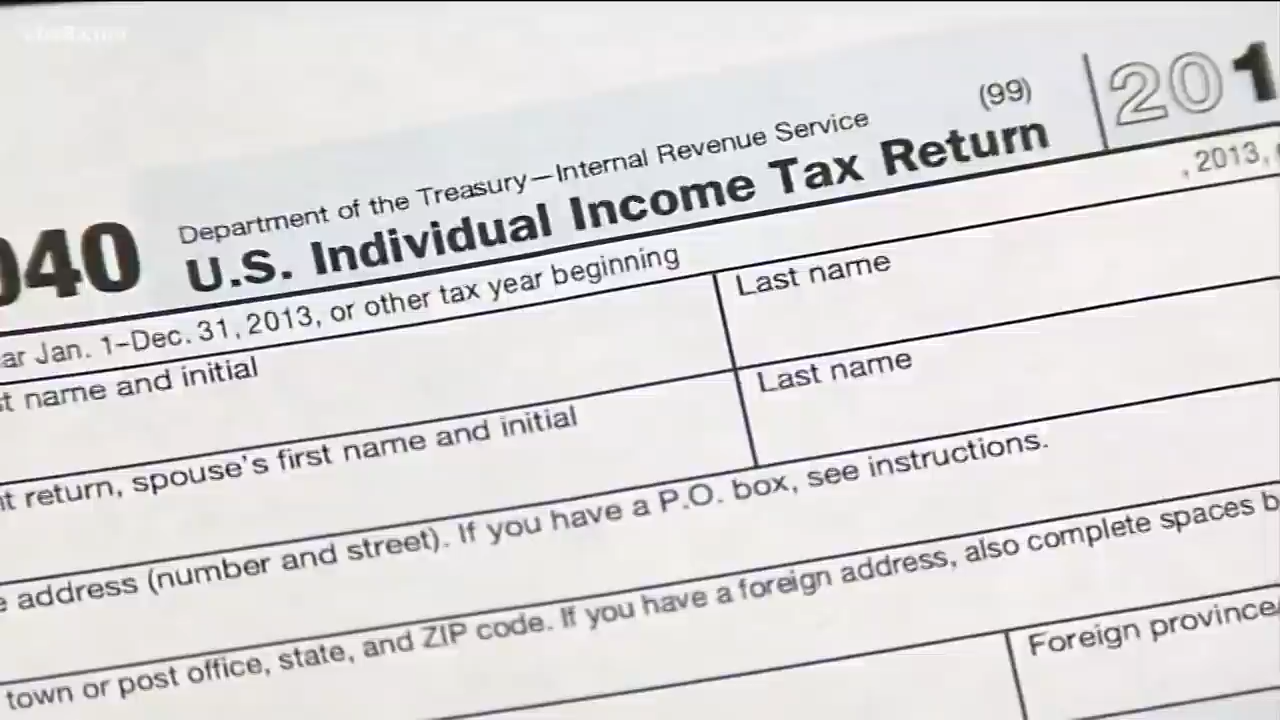 (99)
201
Department of the Treasury—Internal Revenue Service
040
U.S. Individual Income Tax Return
ar Jan. 1–Dec. 31, 2013, or other tax year beginning
, 2013,
t name and initial
Last name
t return, spouse's first name and initial
Last name
e address (number and street). If you have a P.O. box, see instructions.
town or post office, state, and ZIP code. If you have a foreign address, also complete spaces b
Foreign province/